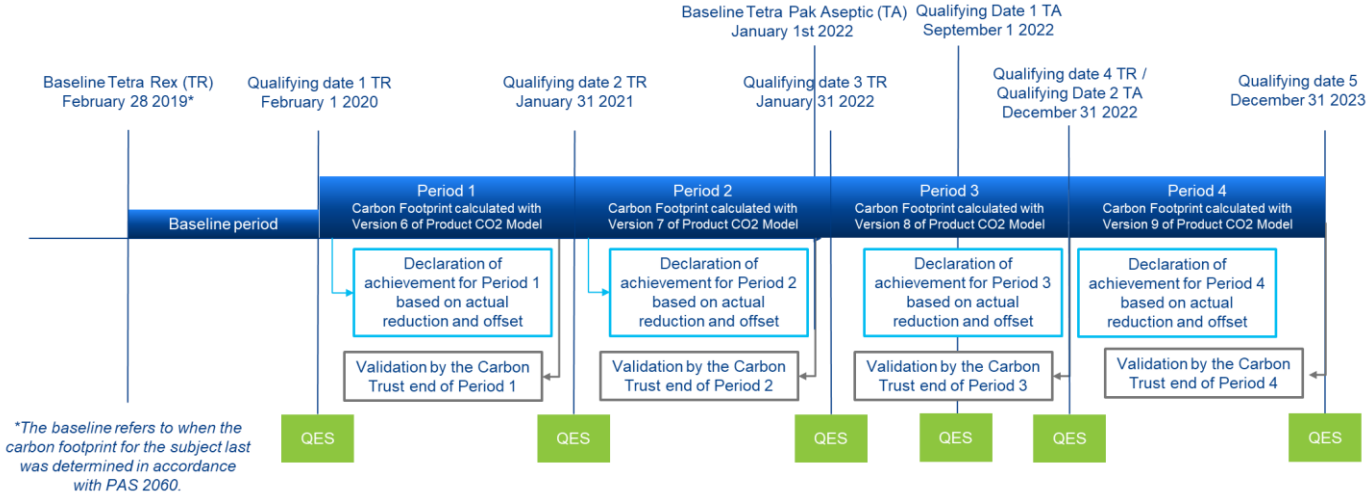 Baseline Tetra Pak Aseptic (TA)
January 1st 2022
Qualifying Date 1 TA
September 1 2022
Baseline Tetra Rex (TR)
February 28 2019*
Qualifying date 1 TR
February 1 2020
Qualifying date 2 TR
January 31 2021
Qualifying date 3 TR
January 31 2022
Qualifying date 4 TR /
Qualifying Date 2 TA
December 31 2022
Qualifying date 5
December 31 2023
Baseline period
Period 1
Carbon Footprint calculated with
Version 6 of Product CO2 Model
Period 2
Carbon Footprint calculated with
Version 7 of Product CO2 Model
Period 3
Carbon Footprint calculated with
Version 8 of Product CO2 Model
Period 4
Carbon Footprint calculated with
Version 9 of Product CO2 Model
Declaration of
achievement for Period 1
based on actual
reduction and offset
Declaration of
achievement for Period 2
based on actual
reduction and offset
Declaration of
achievement for Period 3
based on actual
reduction and offset
Declaration of
achievement for Period 4
based on actual
reduction and offset
Validation by the Carbon
Trust end of Period 1
Validation by the Carbon
Trust end of Period 2
Validation by the Carbon
Trust end of Period 3
Validation by the Carbon
Trust end of Period 4
QES
QES
QES
QES
QES
QES
*The baseline refers to when the
carbon footprint for the subject last
was determined in accordance
with PAS 2060.